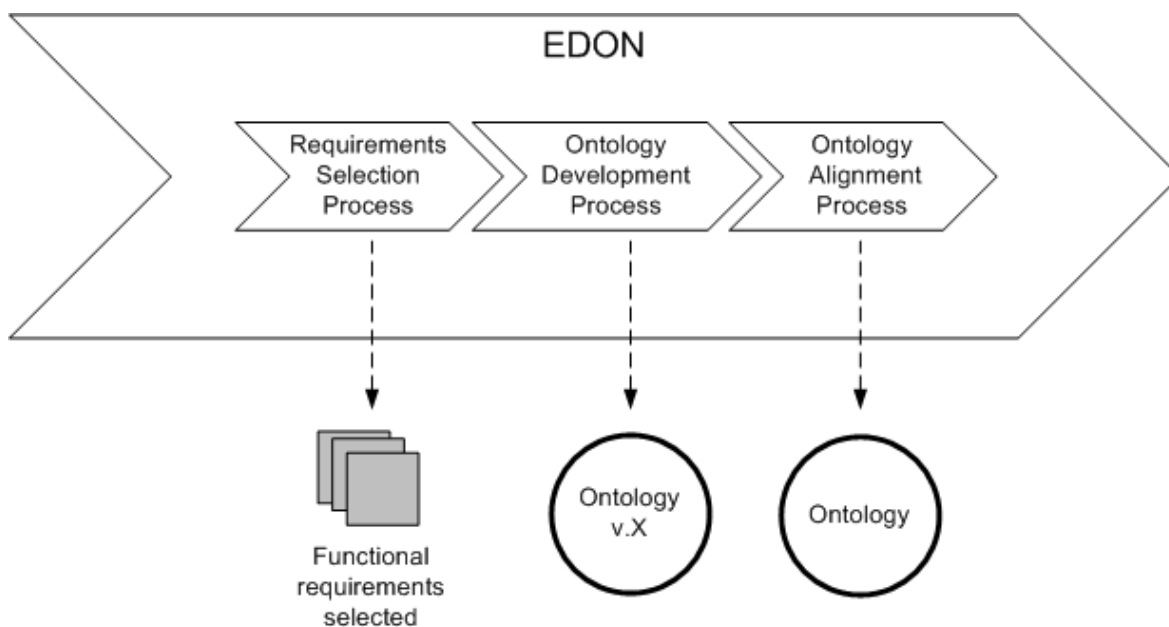 EDON
Requirements
Selection
Process
Ontology
Development
Process
Ontology
Alignment
Process
Functional
requirements
selected
Ontology
v.X
Ontology